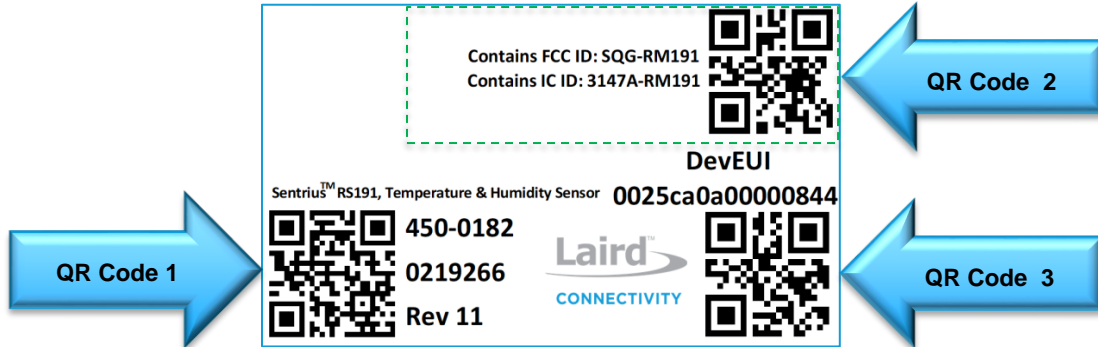 Contains FCC ID: SQG-RM191
Contains IC ID: 3147A-RM191
QR Code 2
DevEUI
Sentrius™ RS191, Temperature & Humidity Sensor
0025ca0a00000844
450-0182
0219266
Rev 11
Laird™
CONNECTIVITY
QR Code 1
QR Code 3